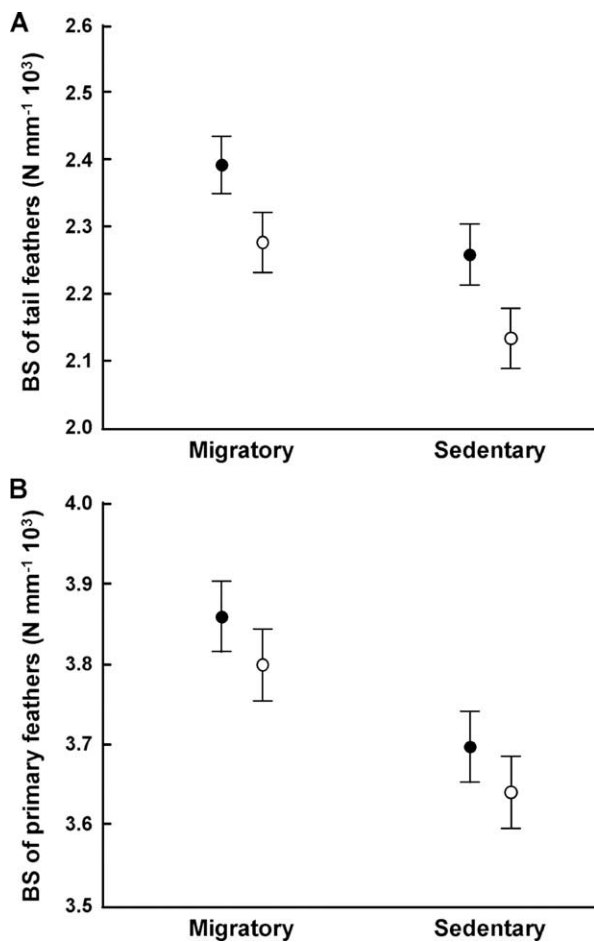 A
BS of tail feathers (N mm⁻¹ 10³)
2.6
2.5
2.4
2.3
2.2
2.1
2.0
Migratory Sedentary
B
BS of primary feathers (N mm⁻¹ 10³)
4.0
3.9
3.8
3.7
3.6
3.5
Migratory Sedentary